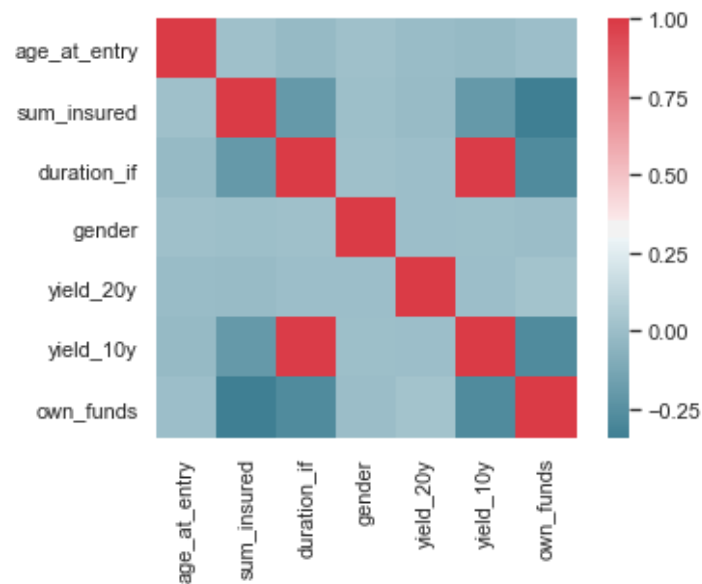 age_at_entry
sum_insured
duration_if
gender
yield_20y
yield_10y
own_funds
age_at_entry
sum_insured
duration_if
gender
yield_20y
yield_10y
own_funds
1.00
0.75
0.50
0.25
0.00
−0.25